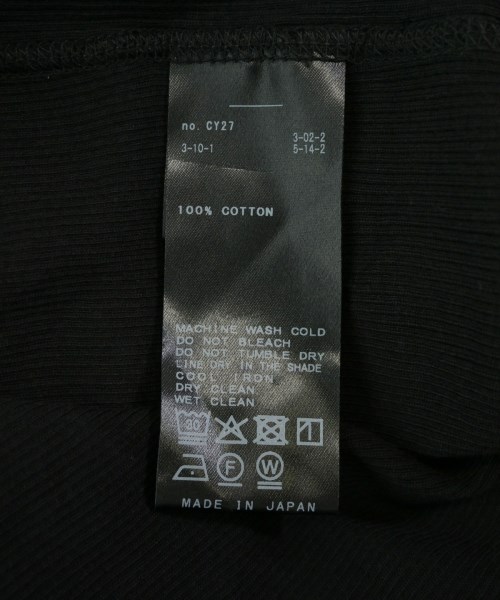 no. CY27
3-10-1 3-02-2
5-14-2
100% COTTON
MACHINE WASH COLD
DO NOT BLEACH
DO NOT TUMBLE DRY
LINE DRY IN THE SHADE
COOL IRON
DRY CLEAN
WET CLEAN
30
F W
MADE IN JAPAN